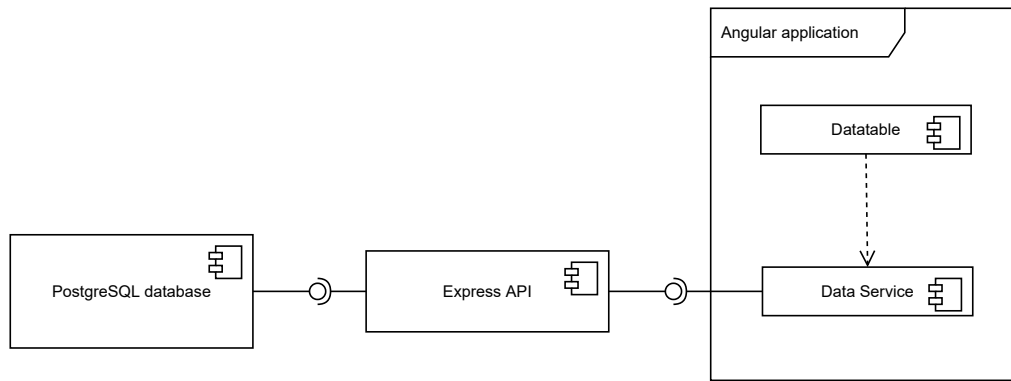 Angular application
Datatable
PostgreSQL database
Express API
Data Service